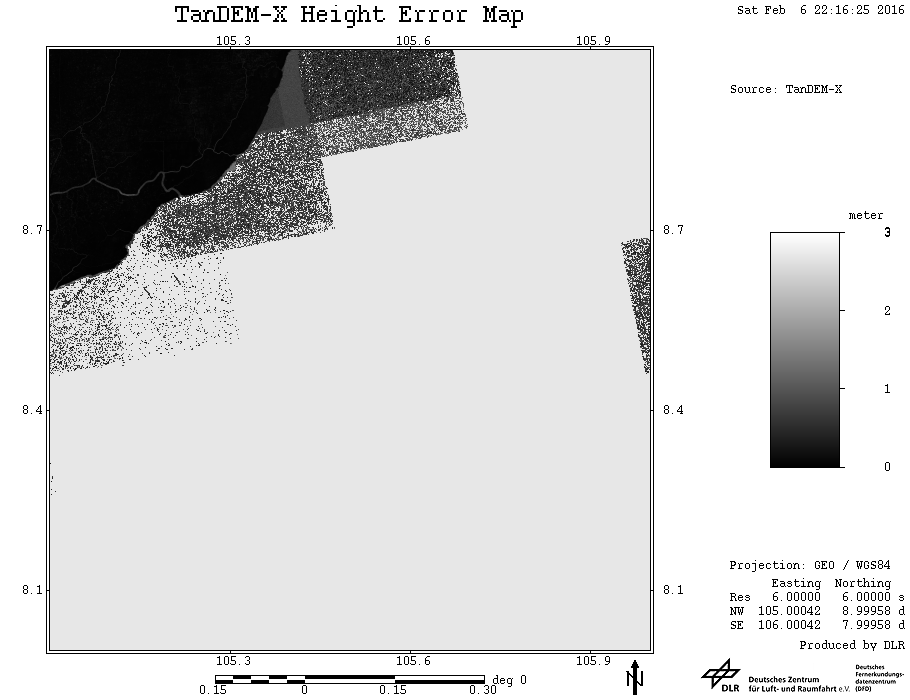 TanDEM-X Height Error Map
Sat Feb  6 22:16:25 2016
105.3 105.6 105.9
Source: TanDEM-X
meter
8.7 8.7
3
2
1
0
8.4 8.4
8.1 8.1
Projection: GEO / WGS84
Easting Northing
Res 6.00000 6.00000 s
NW 105.00042 8.99958 d
SE 106.00042 7.99958 d
Produced by DLR
105.3 105.6 105.9
deg 0
0.15 0 0.15 0.30
N
DLR
Deutsches Zentrum
für Luft- und Raumfahrt e.V.
Deutsches
Fernerkundungs-
datenzentrum
(DFD)